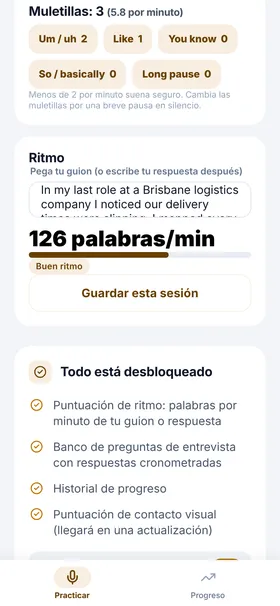 Muletillas: 3 (5.8 por minuto)
Um / uh 2
Like 1
You know 0
So / basically 0
Long pause 0
Menos de 2 por minuto suena seguro. Cambia las
muletillas por una breve pausa en silencio.
Ritmo
Pega tu guion (o escribe tu respuesta después)
In my last role at a Brisbane logistics
company I noticed our delivery
126 palabras/min
Buen ritmo
Guardar esta sesión
Todo está desbloqueado
Puntuación de ritmo: palabras por
minuto de tu guion o respuesta
Banco de preguntas de entrevista
con respuestas cronometradas
Historial de progreso
Puntuación de contacto visual
(llegará en una actualización)
Practicar
Progreso